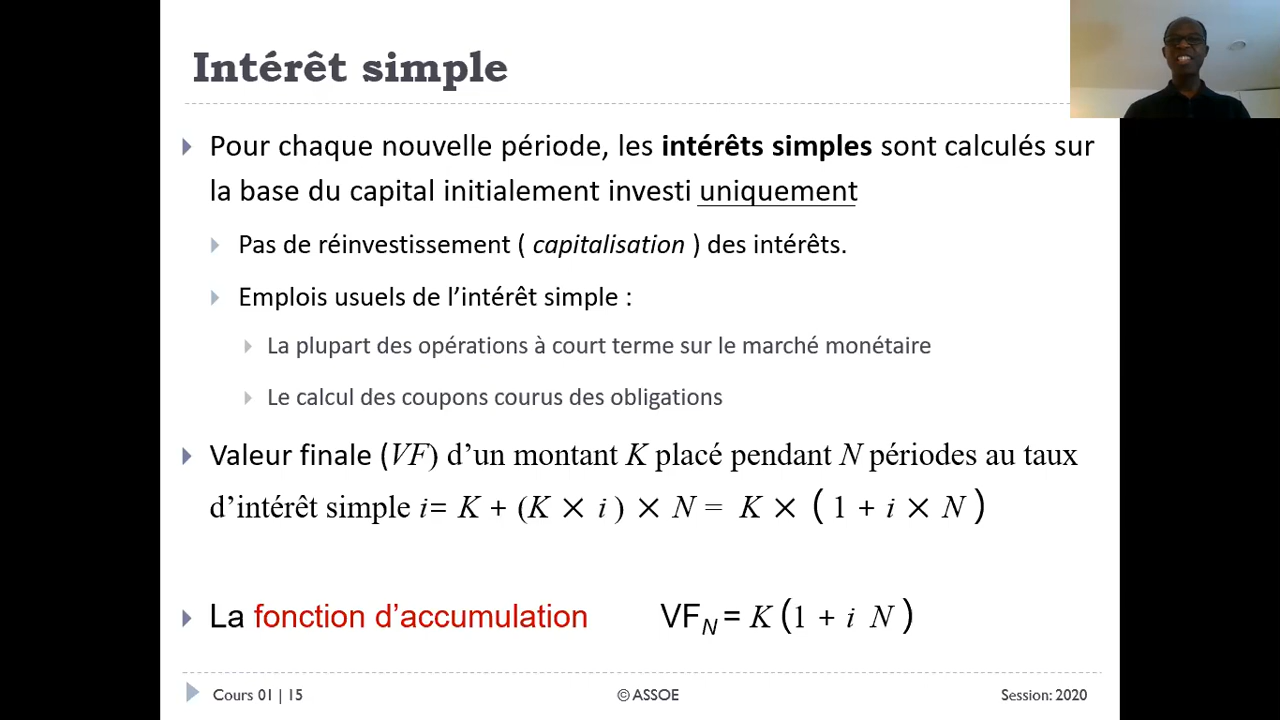 Intérêt simple
Pour chaque nouvelle période, les intérêts simples sont calculés sur
la base du capital initialement investi uniquement
Pas de réinvestissement ( capitalisation ) des intérêts.
Emplois usuels de l’intérêt simple :
La plupart des opérations à court terme sur le marché monétaire
Le calcul des coupons courus des obligations
Valeur finale (VF) d’un montant K placé pendant N périodes au taux
d’intérêt simple i= K + (K × i ) × N = K × ( 1 + i × N )
La fonction d’accumulation VF_N = K (1 + i N )
Cours 01 | 15 © ASSOE Session: 2020